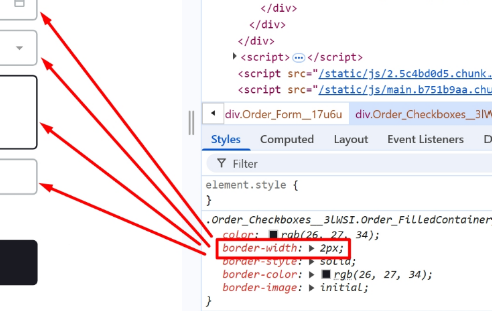 </div>
</div>
</div>
<script>⋯</script>
<script src="/static/js/2.5c4bd0d5.chunk.
<script src="/static/js/main.b751b9aa.chu
div.Order_Form__17u6u div.Order_Checkboxes__3lW
Styles Computed Layout Event Listeners D
Filter
element.style {
}
.Order_Checkboxes__3lWSI.Order_FilledContainer
color: rgb(26, 27, 34);
border-width: 2px;
border-style: solid;
border-color: rgb(26, 27, 34);
border-image: initial;
}